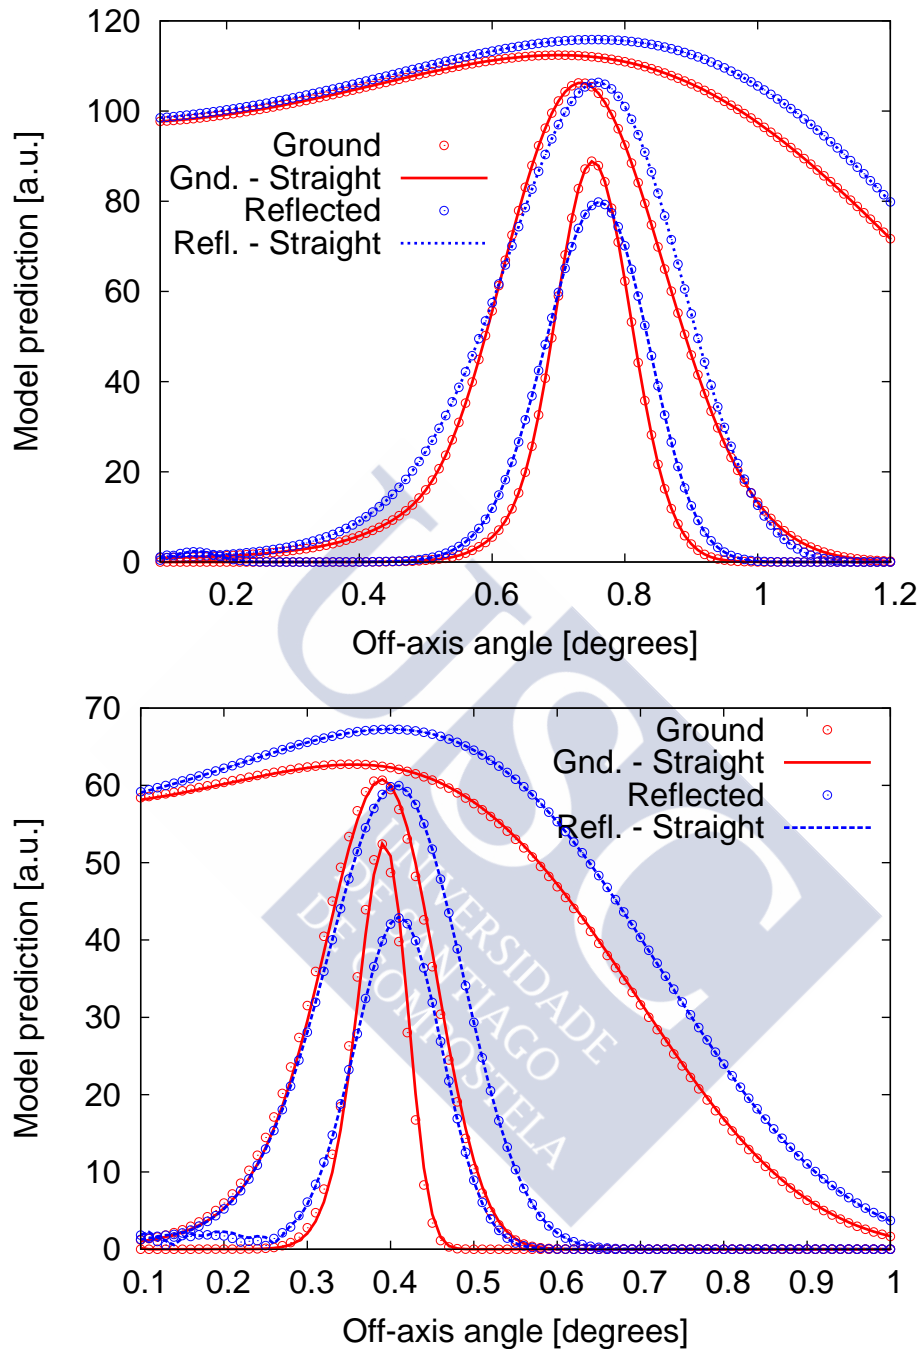 120
100
80
60
40
20
0
Model prediction [a.u.]
Ground
Gnd. - Straight
Reflected
Refl. - Straight
0.2 0.4 0.6 0.8 1 1.2
Off-axis angle [degrees]
70
60
50
40
30
20
10
0
Model prediction [a.u.]
Ground
Gnd. - Straight
Reflected
Refl. - Straight
0.1 0.2 0.3 0.4 0.5 0.6 0.7 0.8 0.9 1
Off-axis angle [degrees]
USC
UNIVERSIDADE
DE SANTIAGO
DE COMPOSTELA